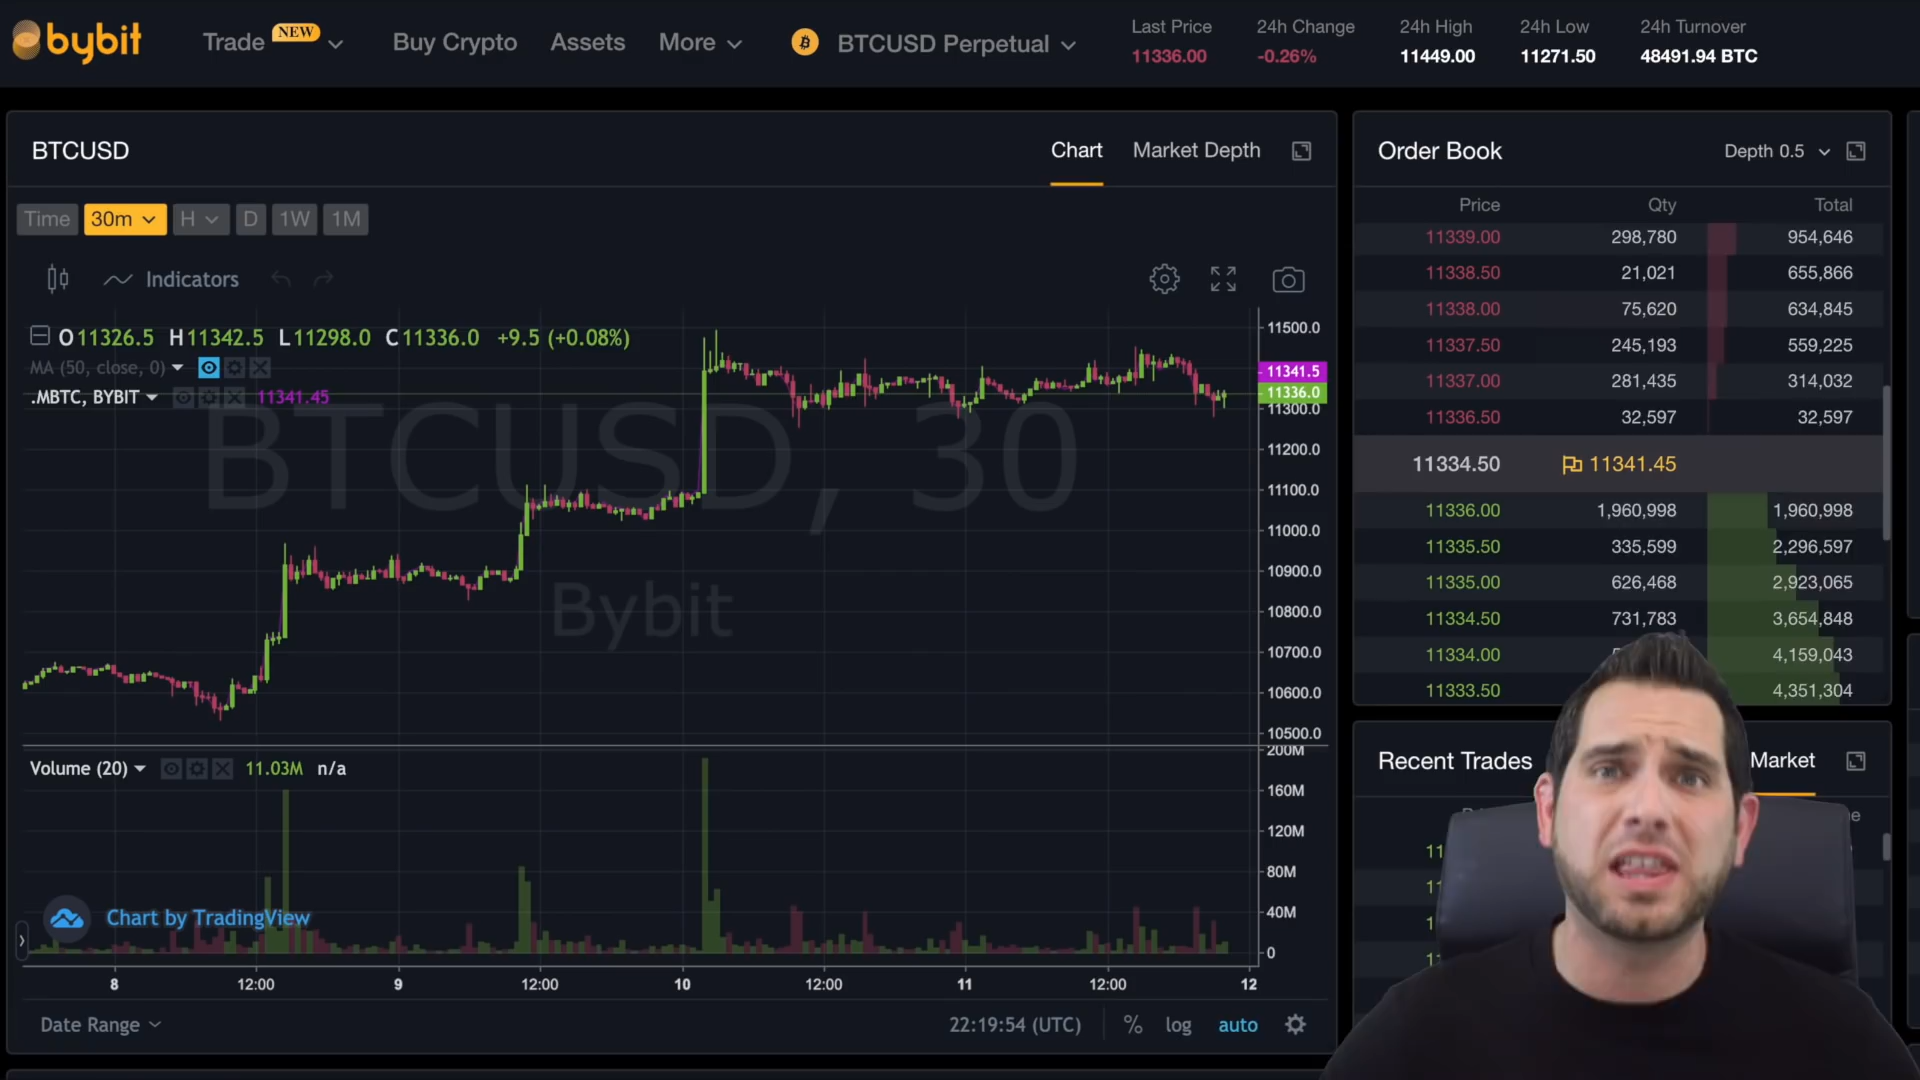 bybit
Trade NEW
Buy Crypto
Assets
More
BTCUSD Perpetual
Last Price
11336.00
24h Change
-0.26%
24h High
11449.00
24h Low
11271.50
24h Turnover
48491.94 BTC
BTCUSD
Chart
Market Depth
Time 30m H D 1W 1M
Indicators
O11326.5 H11342.5 L11298.0 C11336.0 +9.5 (+0.08%)
MA (50, close, 0)
.MBTC, BYBIT 11341.45
BTCUSD, 30
Bybit
11500.0
11341.5
11336.0
11300.0
11200.0
11100.0
11000.0
10900.0
10800.0
10700.0
10600.0
10500.0
Volume (20) 11.03M n/a
200M
160M
120M
80M
40M
0
Chart by TradingView
8 12:00 9 12:00 10 12:00 11 12:00 12
Date Range
22:19:54 (UTC) % log auto
Order Book
Depth 0.5
Price Qty Total
11339.00 298,780 954,646
11338.50 21,021 655,866
11338.00 75,620 634,845
11337.50 245,193 559,225
11337.00 281,435 314,032
11336.50 32,597 32,597
11334.50 11341.45
11336.00 1,960,998 1,960,998
11335.50 335,599 2,296,597
11335.00 626,468 2,923,065
11334.50 731,783 3,654,848
11334.00 4,159,043
11333.50 4,351,304
Recent Trades
Market